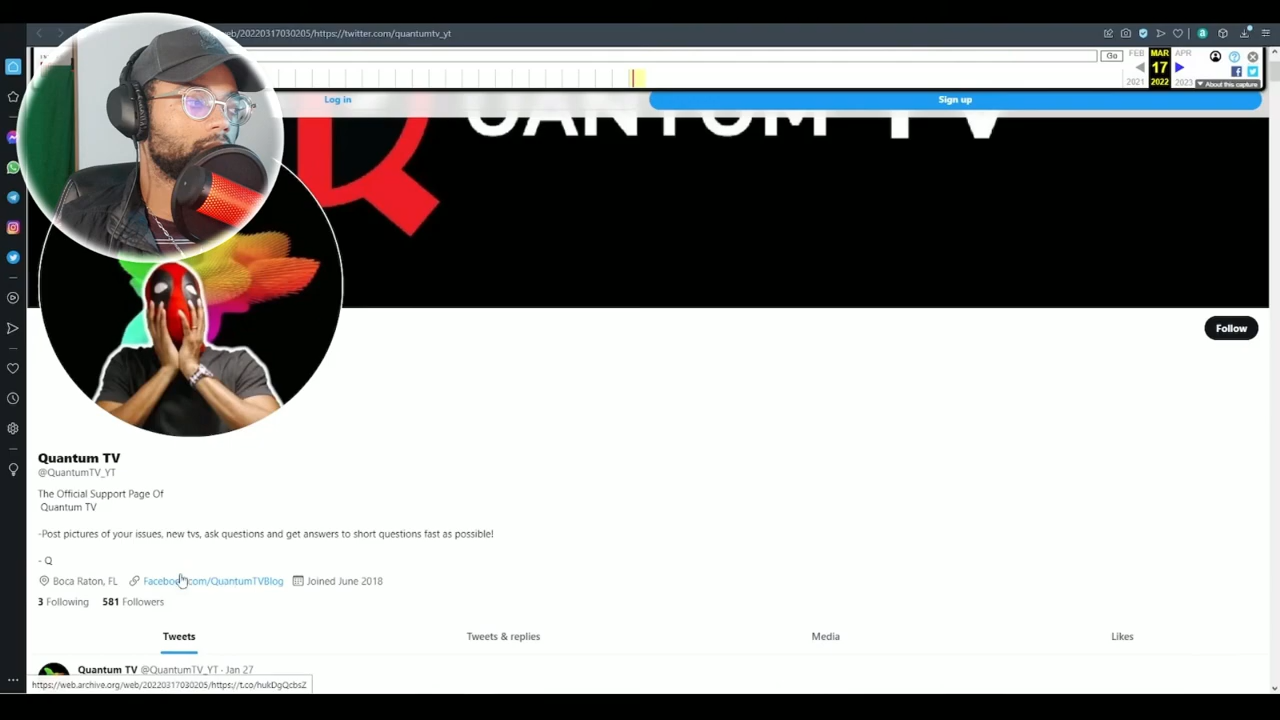 web/20220317030205/https://twitter.com/quantumtv_yt
Go
FEB
MAR
APR
17
2021
2022
2023
About this capture
Log in
Sign up
QUANTUM TV
Follow
Quantum TV
@QuantumTV_YT
The Official Support Page Of
Quantum TV
-Post pictures of your issues, new tvs, ask questions and get answers to short questions fast as possible!
- Q
Boca Raton, FL
Facebook.com/QuantumTVBlog
Joined June 2018
3 Following
581 Followers
Tweets
Tweets & replies
Media
Likes
Quantum TV @QuantumTV_YT · Jan 27
https://web.archive.org/web/20220317030205/https://t.co/hukDgQcbsZ